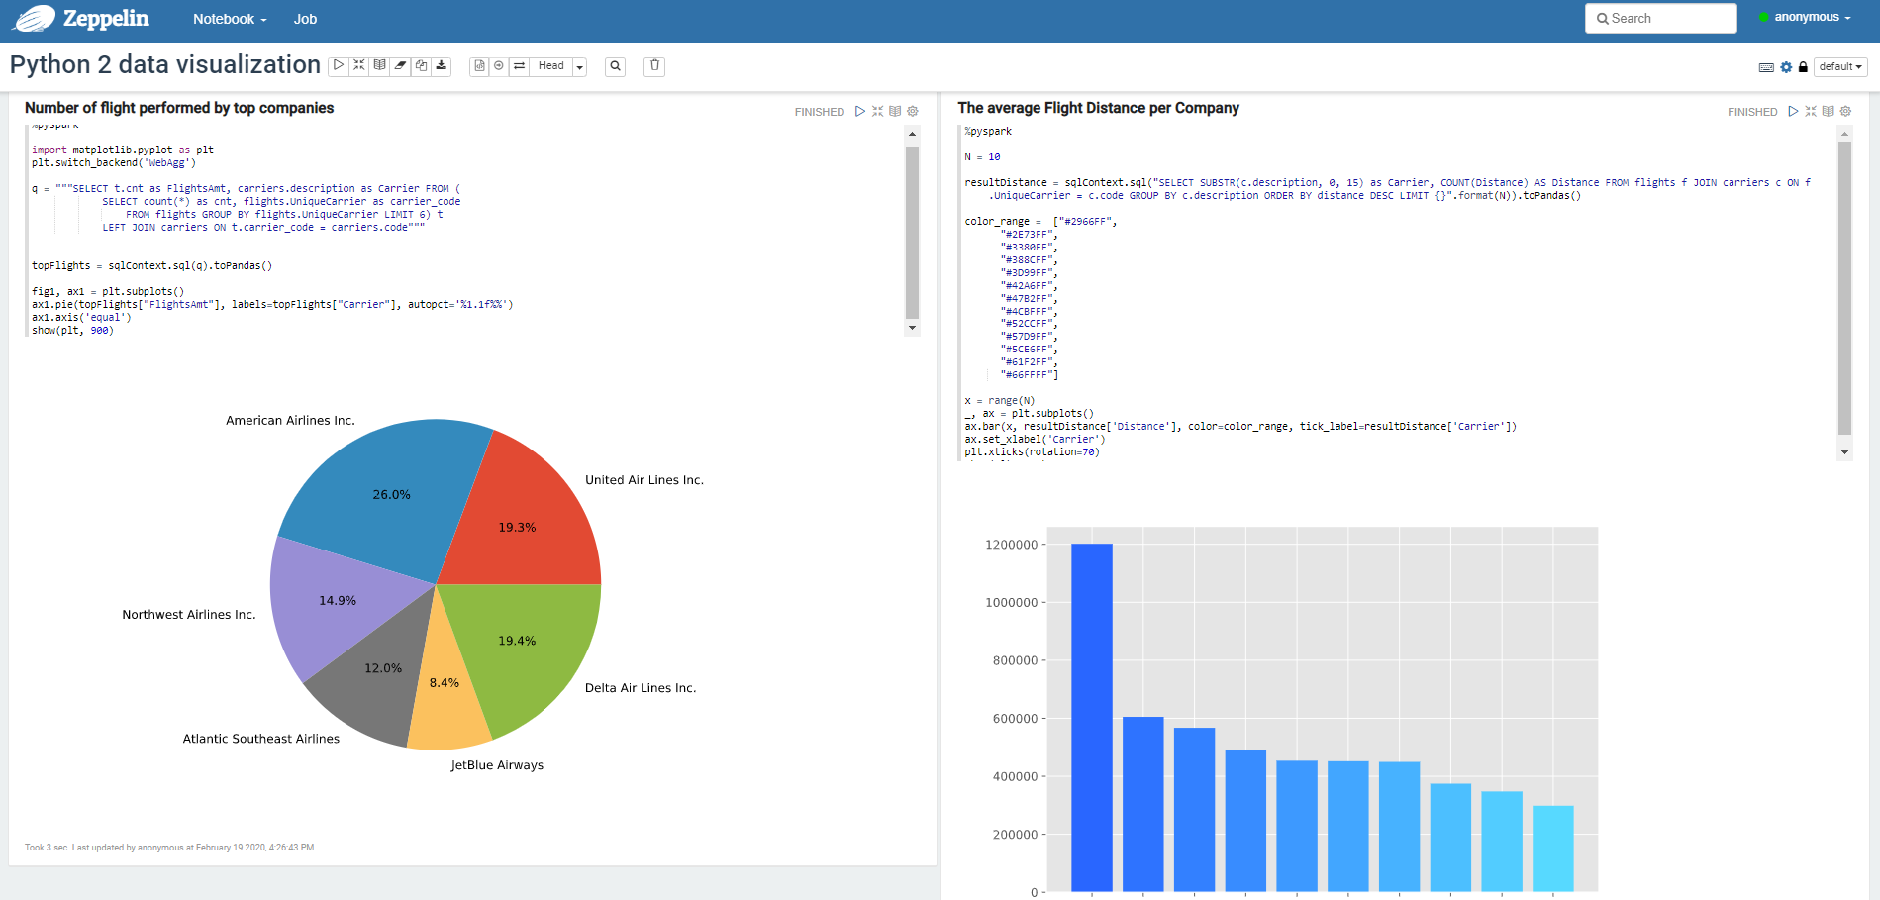 Zeppelin
Notebook
Job
Search
anonymous
Python 2 data visualization
Head
default
Number of flight performed by top companies
FINISHED
%pyspark
import matplotlib.pyplot as plt
plt.switch_backend('WebAgg')
q = """SELECT t.cnt as FlightsAmt, carriers.description as Carrier FROM (
SELECT count(*) as cnt, flights.UniqueCarrier as carrier_code
FROM flights GROUP BY flights.UniqueCarrier LIMIT 6) t
LEFT JOIN carriers ON t.carrier_code = carriers.code"""
topFlights = sqlContext.sql(q).toPandas()
fig1, ax1 = plt.subplots()
ax1.pie(topFlights["FlightsAmt"], labels=topFlights["Carrier"], autopct='%1.1f%%')
ax1.axis('equal')
show(plt, 900)
American Airlines Inc.
United Air Lines Inc.
26.0%
19.3%
14.9%
Northwest Airlines Inc.
19.4%
12.0%
8.4%
Delta Air Lines Inc.
Atlantic Southeast Airlines
JetBlue Airways
Took 3 sec. Last updated by anonymous at February 19 2020, 4:26:43 PM
The average Flight Distance per Company
FINISHED
%pyspark
N = 10
resultDistance = sqlContext.sql("SELECT SUBSTR(c.description, 0, 15) as Carrier, COUNT(Distance) AS Distance FROM flights f JOIN carriers c ON f
.UniqueCarrier = c.code GROUP BY c.description ORDER BY distance DESC LIMIT {}".format(N)).toPandas()
color_range = ["#2966FF",
"#2E73FF",
"#3380FF",
"#388CFF",
"#3D99FF",
"#42A6FF",
"#47B2FF",
"#4CBFFF",
"#52CCFF",
"#57D9FF",
"#5CE6FF",
"#61F2FF",
"#66FFFF"]
x = range(N)
_, ax = plt.subplots()
ax.bar(x, resultDistance['Distance'], color=color_range, tick_label=resultDistance['Carrier'])
ax.set_xlabel('Carrier')
plt.xticks(rotation=70)
1200000
1000000
800000
600000
400000
200000
0